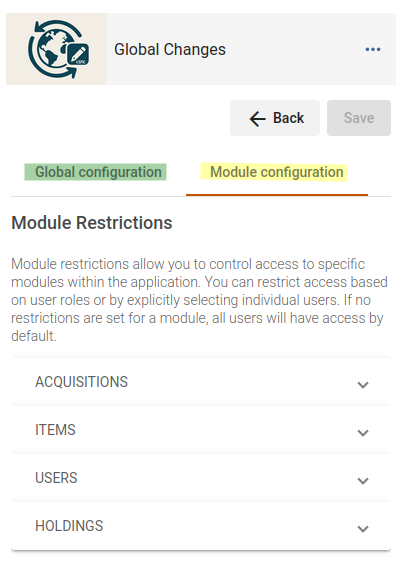 Global Changes
Back
Save
Global configuration
Module configuration
Module Restrictions
Module restrictions allow you to control access to specific
modules within the application. You can restrict access based
on user roles or by explicitly selecting individual users. If no
restrictions are set for a module, all users will have access by
default.
ACQUISITIONS
ITEMS
USERS
HOLDINGS